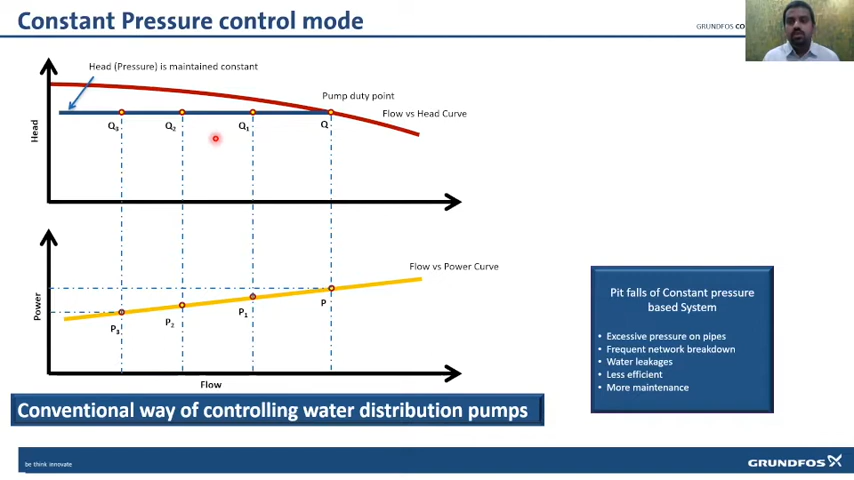 Constant Pressure control mode
GRUNDFOS CO
Head (Pressure) is maintained constant
Pump duty point
Flow vs Head Curve
Q₃
Q₂
Q₁
Q
Head
Flow vs Power Curve
P
P₁
P₂
P₃
Power
Flow
Pit falls of Constant pressure
based System
• Excessive pressure on pipes
• Frequent network breakdown
• Water leakages
• Less efficient
• More maintenance
Conventional way of controlling water distribution pumps
be think innovate
GRUNDFOS